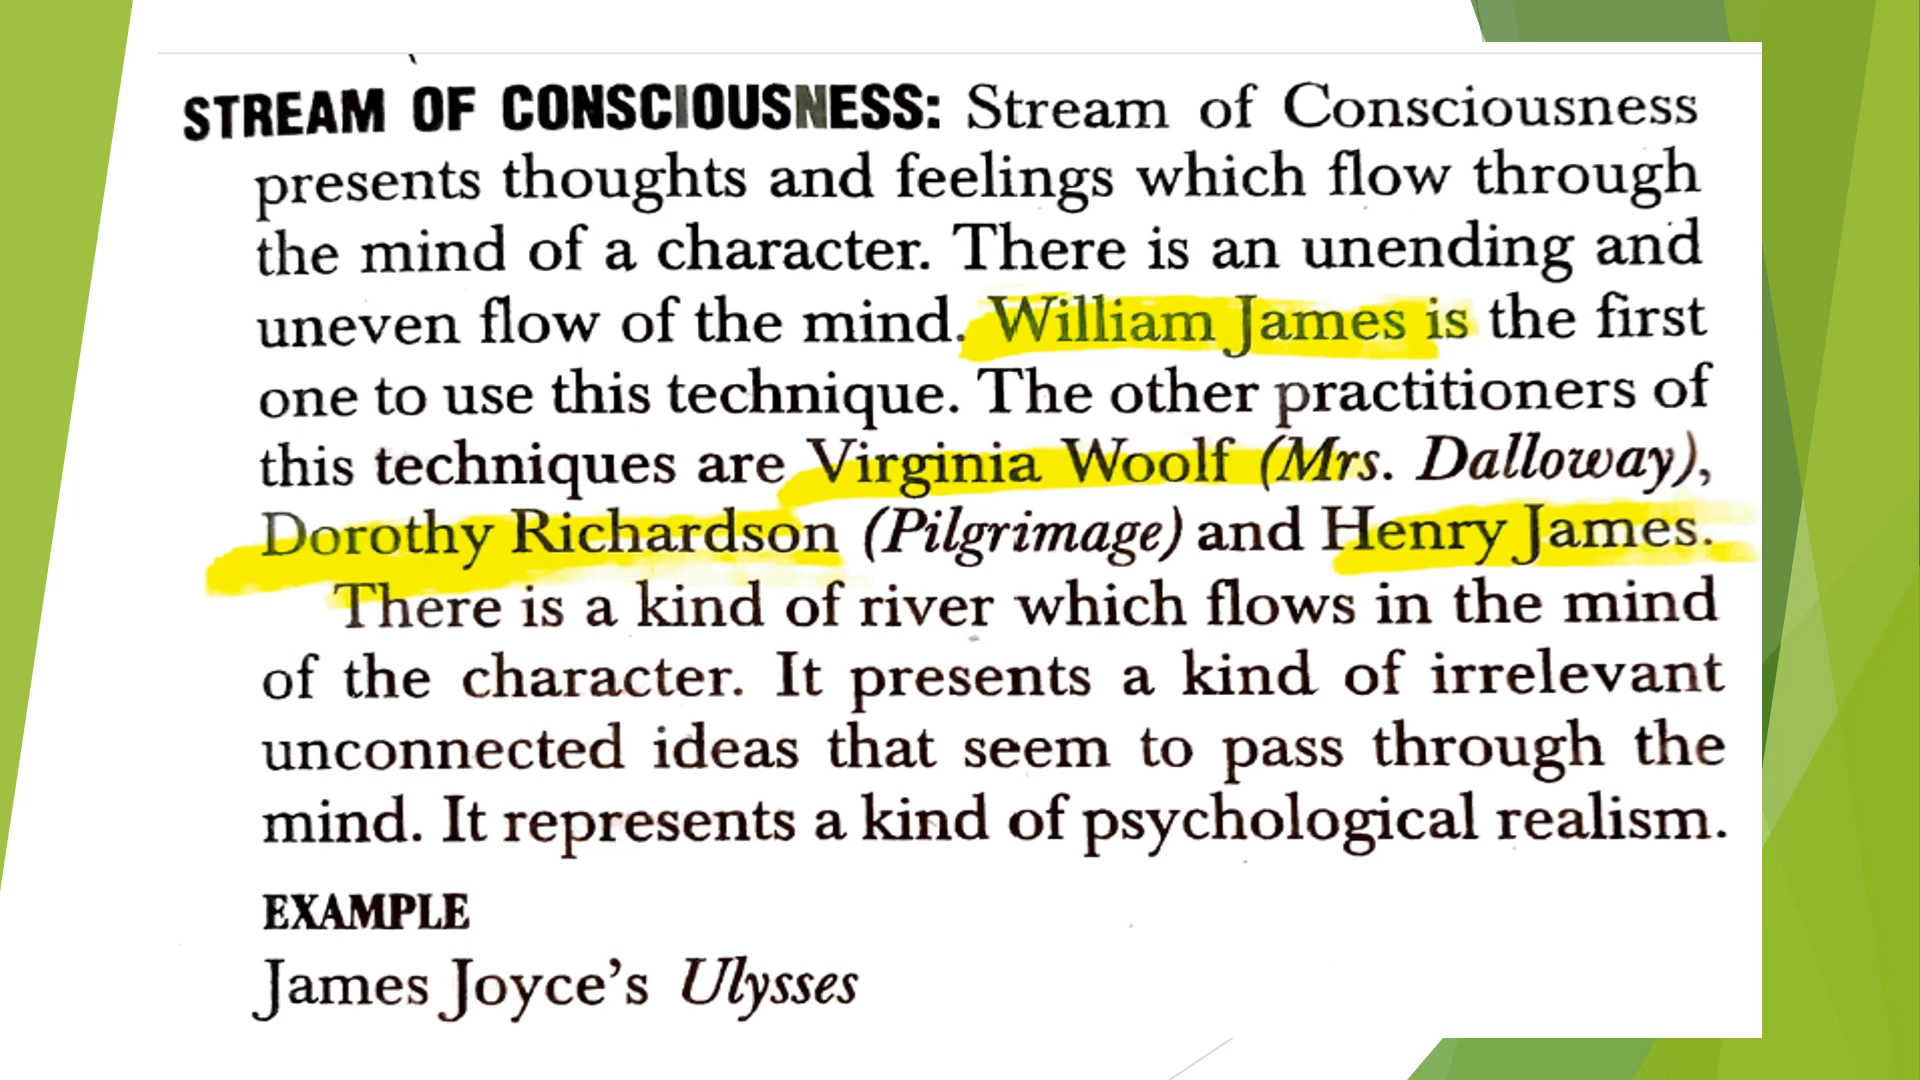 STREAM OF CONSCIOUSNESS: Stream of Consciousness
presents thoughts and feelings which flow through
the mind of a character. There is an unending and
uneven flow of the mind. William James is the first
one to use this technique. The other practitioners of
this techniques are Virginia Woolf (Mrs. Dalloway),
Dorothy Richardson (Pilgrimage) and Henry James.
There is a kind of river which flows in the mind
of the character. It presents a kind of irrelevant
unconnected ideas that seem to pass through the
mind. It represents a kind of psychological realism.
EXAMPLE
James Joyce's Ulysses